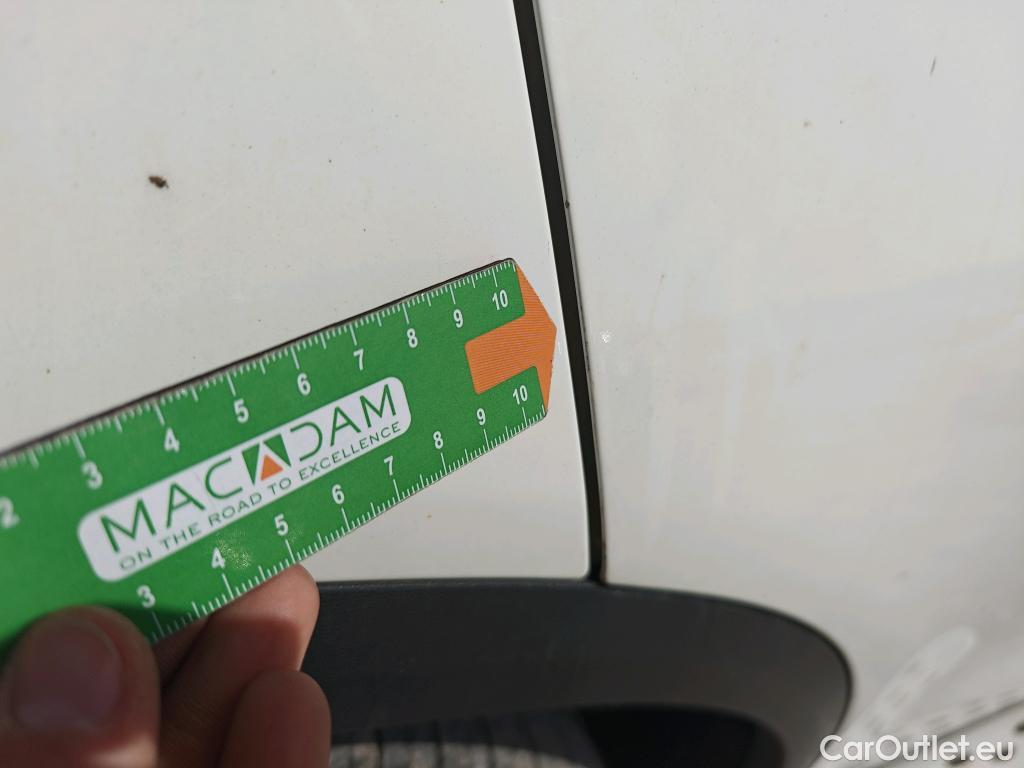 2 3 4 5 6 7 8 9 10
MACADAM
ON THE ROAD TO EXCELLENCE
3 4 5 6 7 8 9 10
CarOutlet.eu